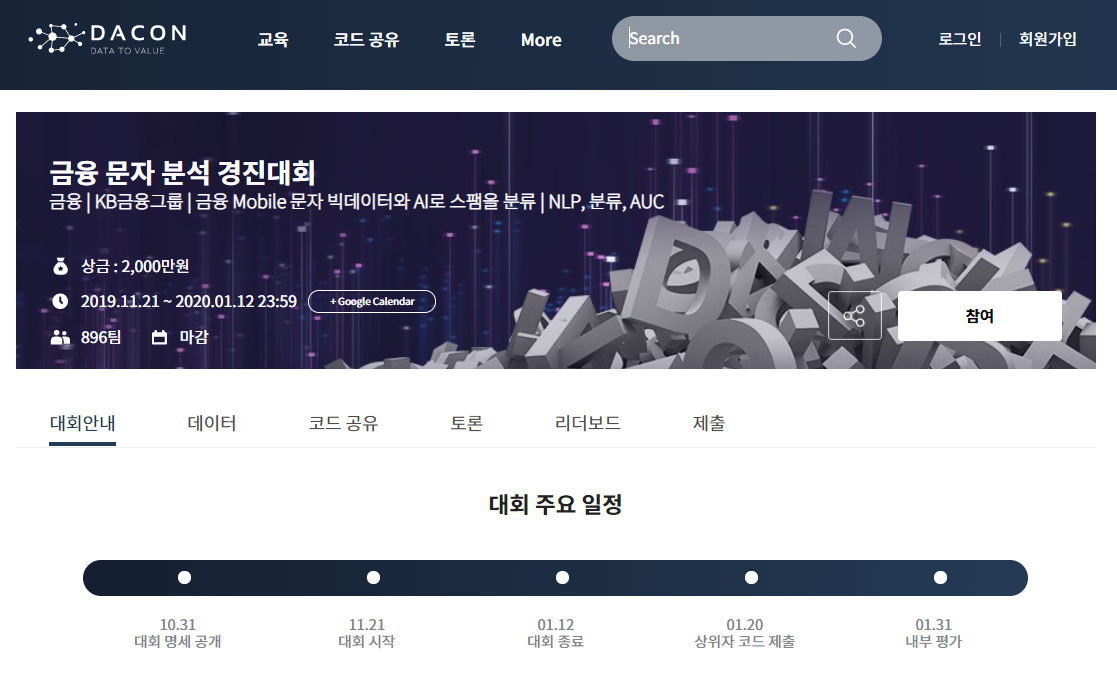 DACON
DATA TO VALUE
교육 코드 공유 토론 More Search 로그인 | 회원가입
금융 문자 분석 경진대회
금융 | KB금융그룹 | 금융 Mobile 문자 빅데이터와 AI로 스팸을 분류 | NLP, 분류, AUC
상금 : 2,000만원
2019.11.21 ~ 2020.01.12 23:59 + Google Calendar
896팀 마감
참여
대회안내 데이터 코드 공유 토론 리더보드 제출
대회 주요 일정
10.31 11.21 01.12 01.20 01.31
대회 명세 공개 대회 시작 대회 종료 상위자 코드 제출 내부 평가